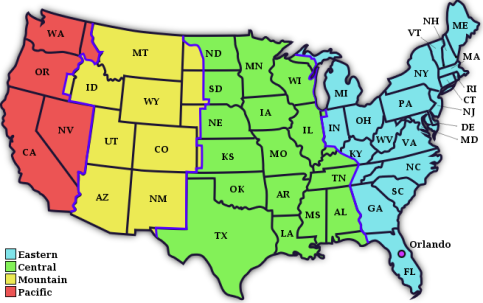 NH
ME
VT
WA
MT
ND
MN
MA
OR
ID
SD
WI
NY
MI
RI
CT
WY
IA
PA
NJ
NE
OH
DE
NV
UT
CO
IL
IN
WV
VA
MD
CA
KS
MO
KY
NC
AZ
NM
OK
AR
TN
SC
TX
LA
MS
AL
GA
Orlando
FL
Eastern
Central
Mountain
Pacific